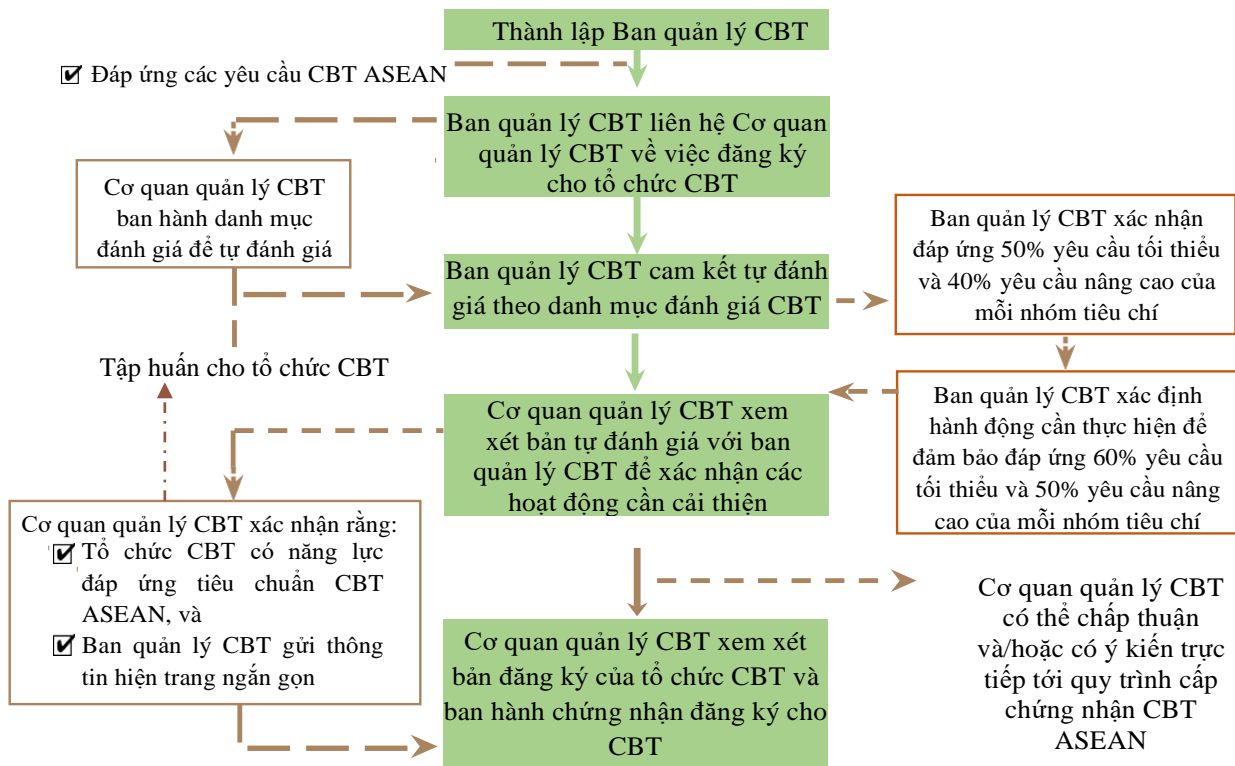 Thành lập Ban quản lý CBT
Đáp ứng các yêu cầu CBT ASEAN
Ban quản lý CBT liên hệ Cơ quan
quản lý CBT về việc đăng ký
cho tổ chức CBT
Cơ quan quản lý CBT
ban hành danh mục
đánh giá để tự đánh giá
Ban quản lý CBT cam kết tự đánh
giá theo danh mục đánh giá CBT
Ban quản lý CBT xác nhận
đáp ứng 50% yêu cầu tối thiểu
và 40% yêu cầu nâng cao của
mỗi nhóm tiêu chí
Tập huấn cho tổ chức CBT
Cơ quan quản lý CBT xem
xét bản tự đánh giá với ban
quản lý CBT để xác nhận các
hoạt động cần cải thiện
Ban quản lý CBT xác định
hành động cần thực hiện để
đảm bảo đáp ứng 60% yêu cầu
tối thiểu và 50% yêu cầu nâng
cao của mỗi nhóm tiêu chí
Cơ quan quản lý CBT xác nhận rằng:
Tổ chức CBT có năng lực
đáp ứng tiêu chuẩn CBT
ASEAN, và
Ban quản lý CBT gửi thông
tin hiện trang ngắn gọn
Cơ quan quản lý CBT xem xét
bản đăng ký của tổ chức CBT và
ban hành chứng nhận đăng ký cho
CBT
Cơ quan quản lý CBT
có thể chấp thuận
và/hoặc có ý kiến trực
tiếp tới quy trình cấp
chứng nhận CBT
ASEAN